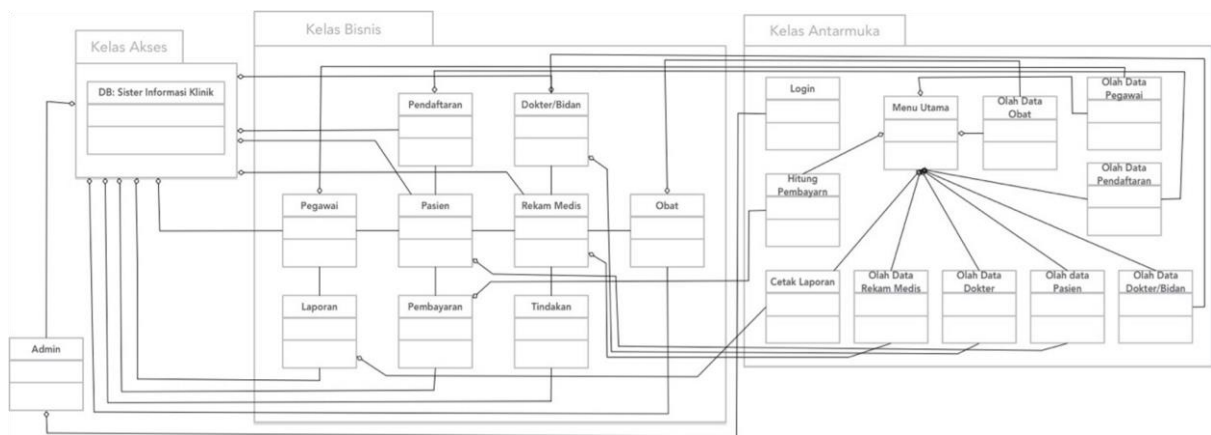 Kelas Akses
DB: Sister Informasi Klinik
Admin
Kelas Bisnis
Pendaftaran
Dokter/Bidan
Pegawai
Pasien
Rekam Medis
Obat
Laporan
Pembayaran
Tindakan
Kelas Antarmuka
Login
Menu Utama
Olah Data
Obat
Olah Data
Pegawai
Hitung
Pembayarn
Olah Data
Pendaftaran
Cetak Laporan
Olah Data
Rekam Medis
Olah Data
Dokter
Olah data
Pasien
Olah Data
Dokter/Bidan